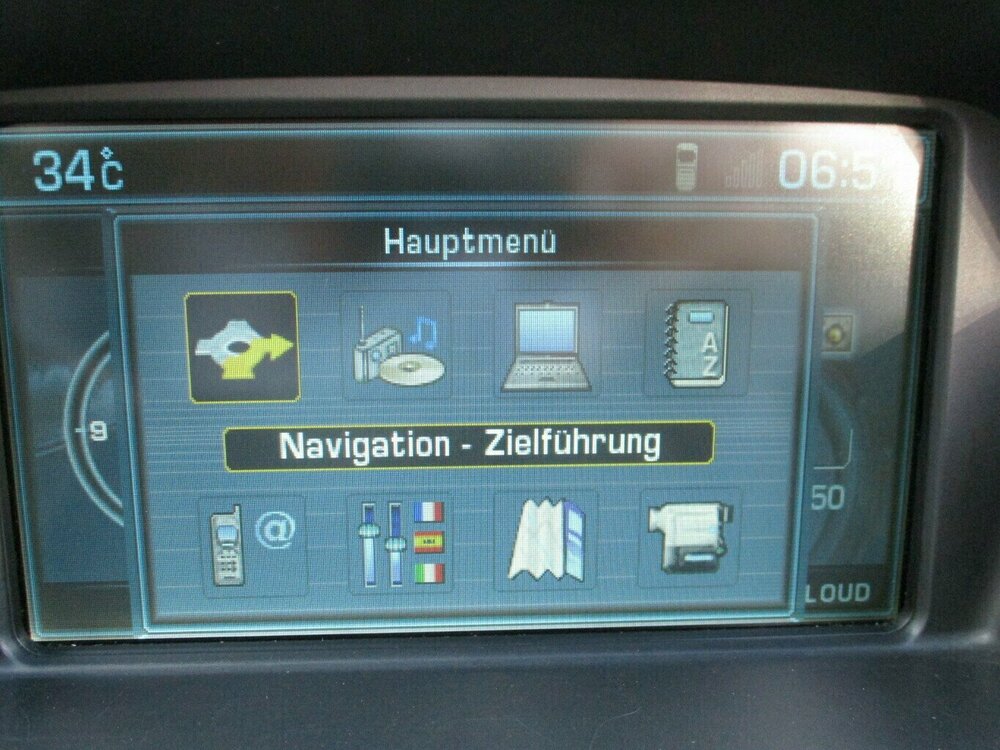 34°C
Hauptmenü
A
Z
-9
Navigation - Zielführung
@
50
LOUD